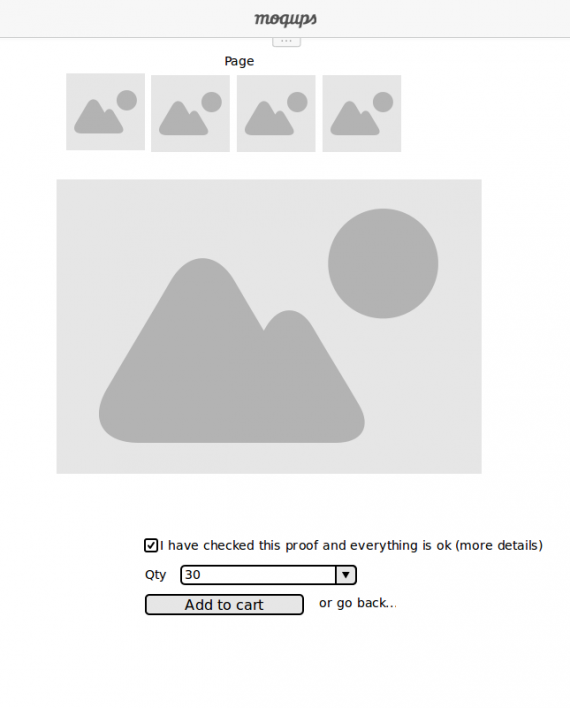 moqups
Page
I have checked this proof and everything is ok (more details)
Qty 30
Add to cart or go back...